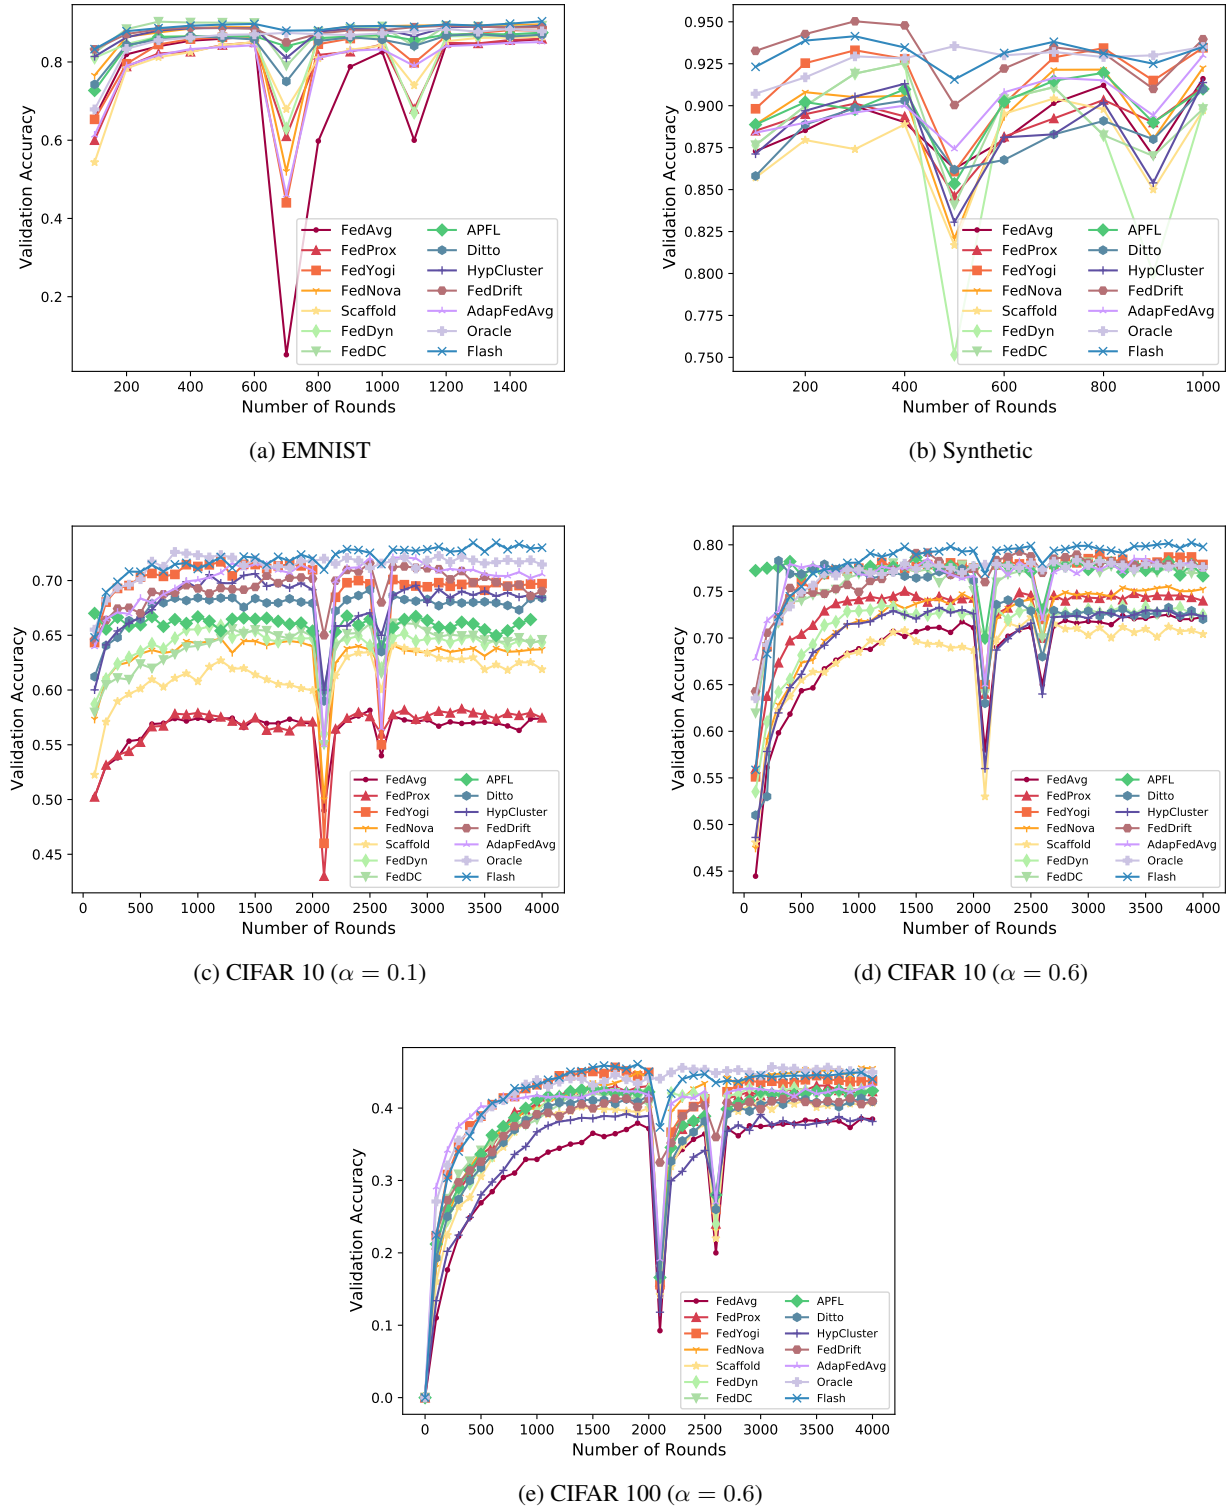 0.8
0.6
0.4
0.2
200 400 600 800 1000 1200 1400
Validation Accuracy
Number of Rounds
FedAvg
FedProx
FedYogi
FedNova
Scaffold
FedDyn
FedDC
APFL
Ditto
HypCluster
FedDrift
AdapFedAvg
Oracle
Flash
(a) EMNIST
0.950
0.925
0.900
0.875
0.850
0.825
0.800
0.775
0.750
200 400 600 800 1000
Validation Accuracy
Number of Rounds
FedAvg
FedProx
FedYogi
FedNova
Scaffold
FedDyn
FedDC
APFL
Ditto
HypCluster
FedDrift
AdapFedAvg
Oracle
Flash
(b) Synthetic
0.70
0.65
0.60
0.55
0.50
0.45
0 500 1000 1500 2000 2500 3000 3500 4000
Validation Accuracy
Number of Rounds
FedAvg
FedProx
FedYogi
FedNova
Scaffold
FedDyn
FedDC
APFL
Ditto
HypCluster
FedDrift
AdapFedAvg
Oracle
Flash
(c) CIFAR 10 (α = 0.1)
0.80
0.75
0.70
0.65
0.60
0.55
0.50
0.45
0 500 1000 1500 2000 2500 3000 3500 4000
Validation Accuracy
Number of Rounds
FedAvg
FedProx
FedYogi
FedNova
Scaffold
FedDyn
FedDC
APFL
Ditto
HypCluster
FedDrift
AdapFedAvg
Oracle
Flash
(d) CIFAR 10 (α = 0.6)
0.4
0.3
0.2
0.1
0.0
0 500 1000 1500 2000 2500 3000 3500 4000
Validation Accuracy
Number of Rounds
FedAvg
FedProx
FedYogi
FedNova
Scaffold
FedDyn
FedDC
APFL
Ditto
HypCluster
FedDrift
AdapFedAvg
Oracle
Flash
(e) CIFAR 100 (α = 0.6)